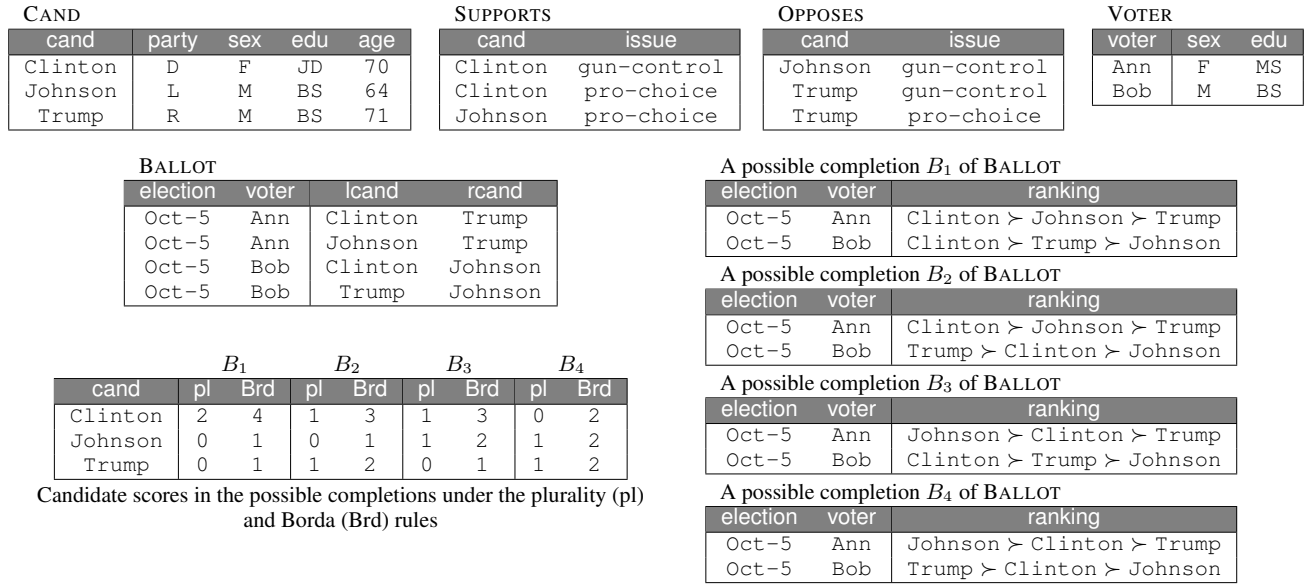 CAND
cand party sex edu age
Clinton D F JD 70
Johnson L M BS 64
Trump R M BS 71
SUPPORTS
cand issue
Clinton gun-control
Clinton pro-choice
Johnson pro-choice
OPPOSES
cand issue
Johnson gun-control
Trump gun-control
Trump pro-choice
VOTER
voter sex edu
Ann F MS
Bob M BS
BALLOT
election voter lcand rcand
Oct-5 Ann Clinton Trump
Oct-5 Ann Johnson Trump
Oct-5 Bob Clinton Johnson
Oct-5 Bob Trump Johnson
B1 B2 B3 B4
cand pl Brd pl Brd pl Brd pl Brd
Clinton 2 4 1 3 1 3 0 2
Johnson 0 1 0 1 1 2 1 2
Trump 0 1 1 2 0 1 1 2
Candidate scores in the possible completions under the plurality (pl)
and Borda (Brd) rules
A possible completion B1 of BALLOT
election voter ranking
Oct-5 Ann Clinton ≻ Johnson ≻ Trump
Oct-5 Bob Clinton ≻ Trump ≻ Johnson
A possible completion B2 of BALLOT
election voter ranking
Oct-5 Ann Clinton ≻ Johnson ≻ Trump
Oct-5 Bob Trump ≻ Clinton ≻ Johnson
A possible completion B3 of BALLOT
election voter ranking
Oct-5 Ann Johnson ≻ Clinton ≻ Trump
Oct-5 Bob Clinton ≻ Trump ≻ Johnson
A possible completion B4 of BALLOT
election voter ranking
Oct-5 Ann Johnson ≻ Clinton ≻ Trump
Oct-5 Bob Trump ≻ Clinton ≻ Johnson